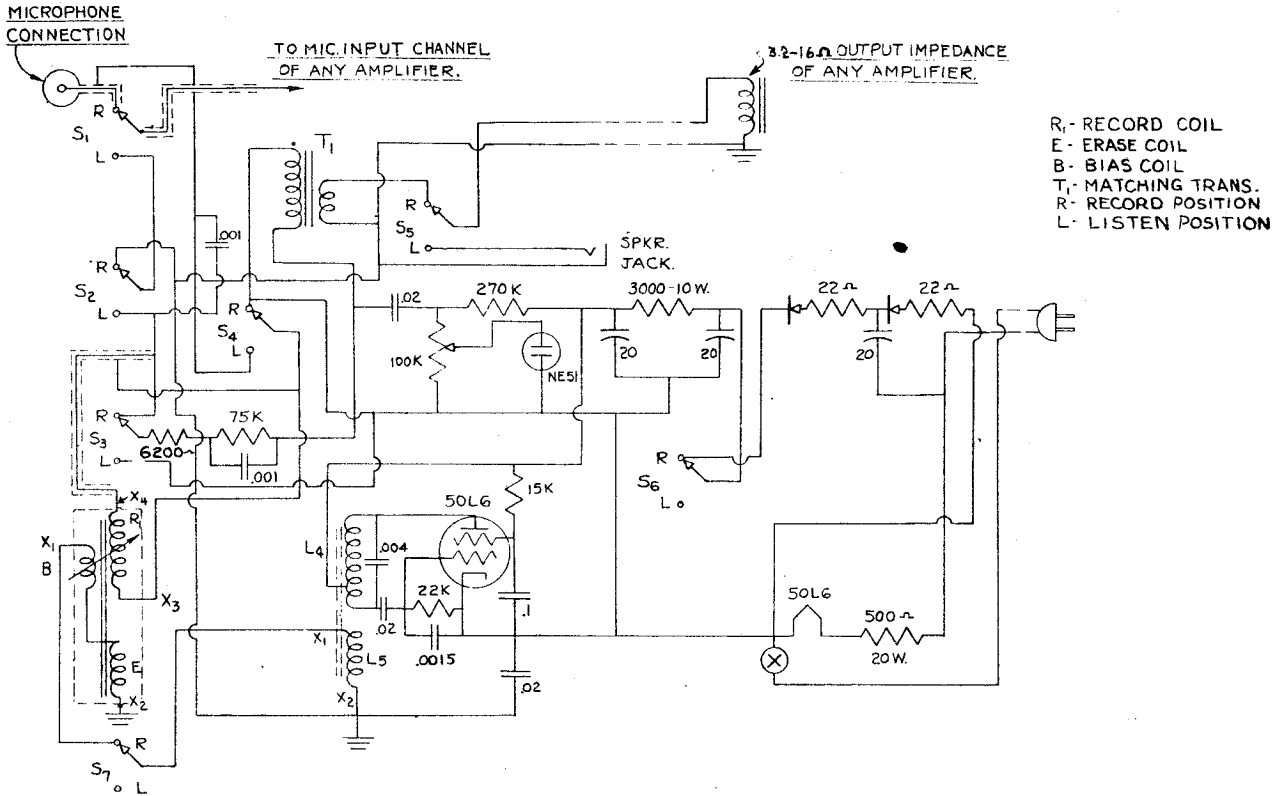 MICROPHONE
CONNECTION
TO MIC. INPUT CHANNEL
OF ANY AMPLIFIER.
3.2-16Ω OUTPUT IMPEDANCE
OF ANY AMPLIFIER.
R₁- RECORD COIL
E - ERASE COIL
B - BIAS COIL
T₁- MATCHING TRANS.
R - RECORD POSITION
L - LISTEN POSITION
R
S₁
L
T₁
R
S₅
L
SPKR.
JACK.
.001
R
S₂
L
R
S₄
L
.02
270 K
3000-10W.
22Ω
22Ω
100K
NE51
20
20
20
R
S₃
L
6200~
75K
.001
R
S₆
L
15K
50L6
X₄
R₁
X₁
B
X₃
E
X₂
L₄
.004
22K
.02
.0015
.1
.02
X₁
L₅
X₂
50L6
500Ω
20W.
R
S₇
L